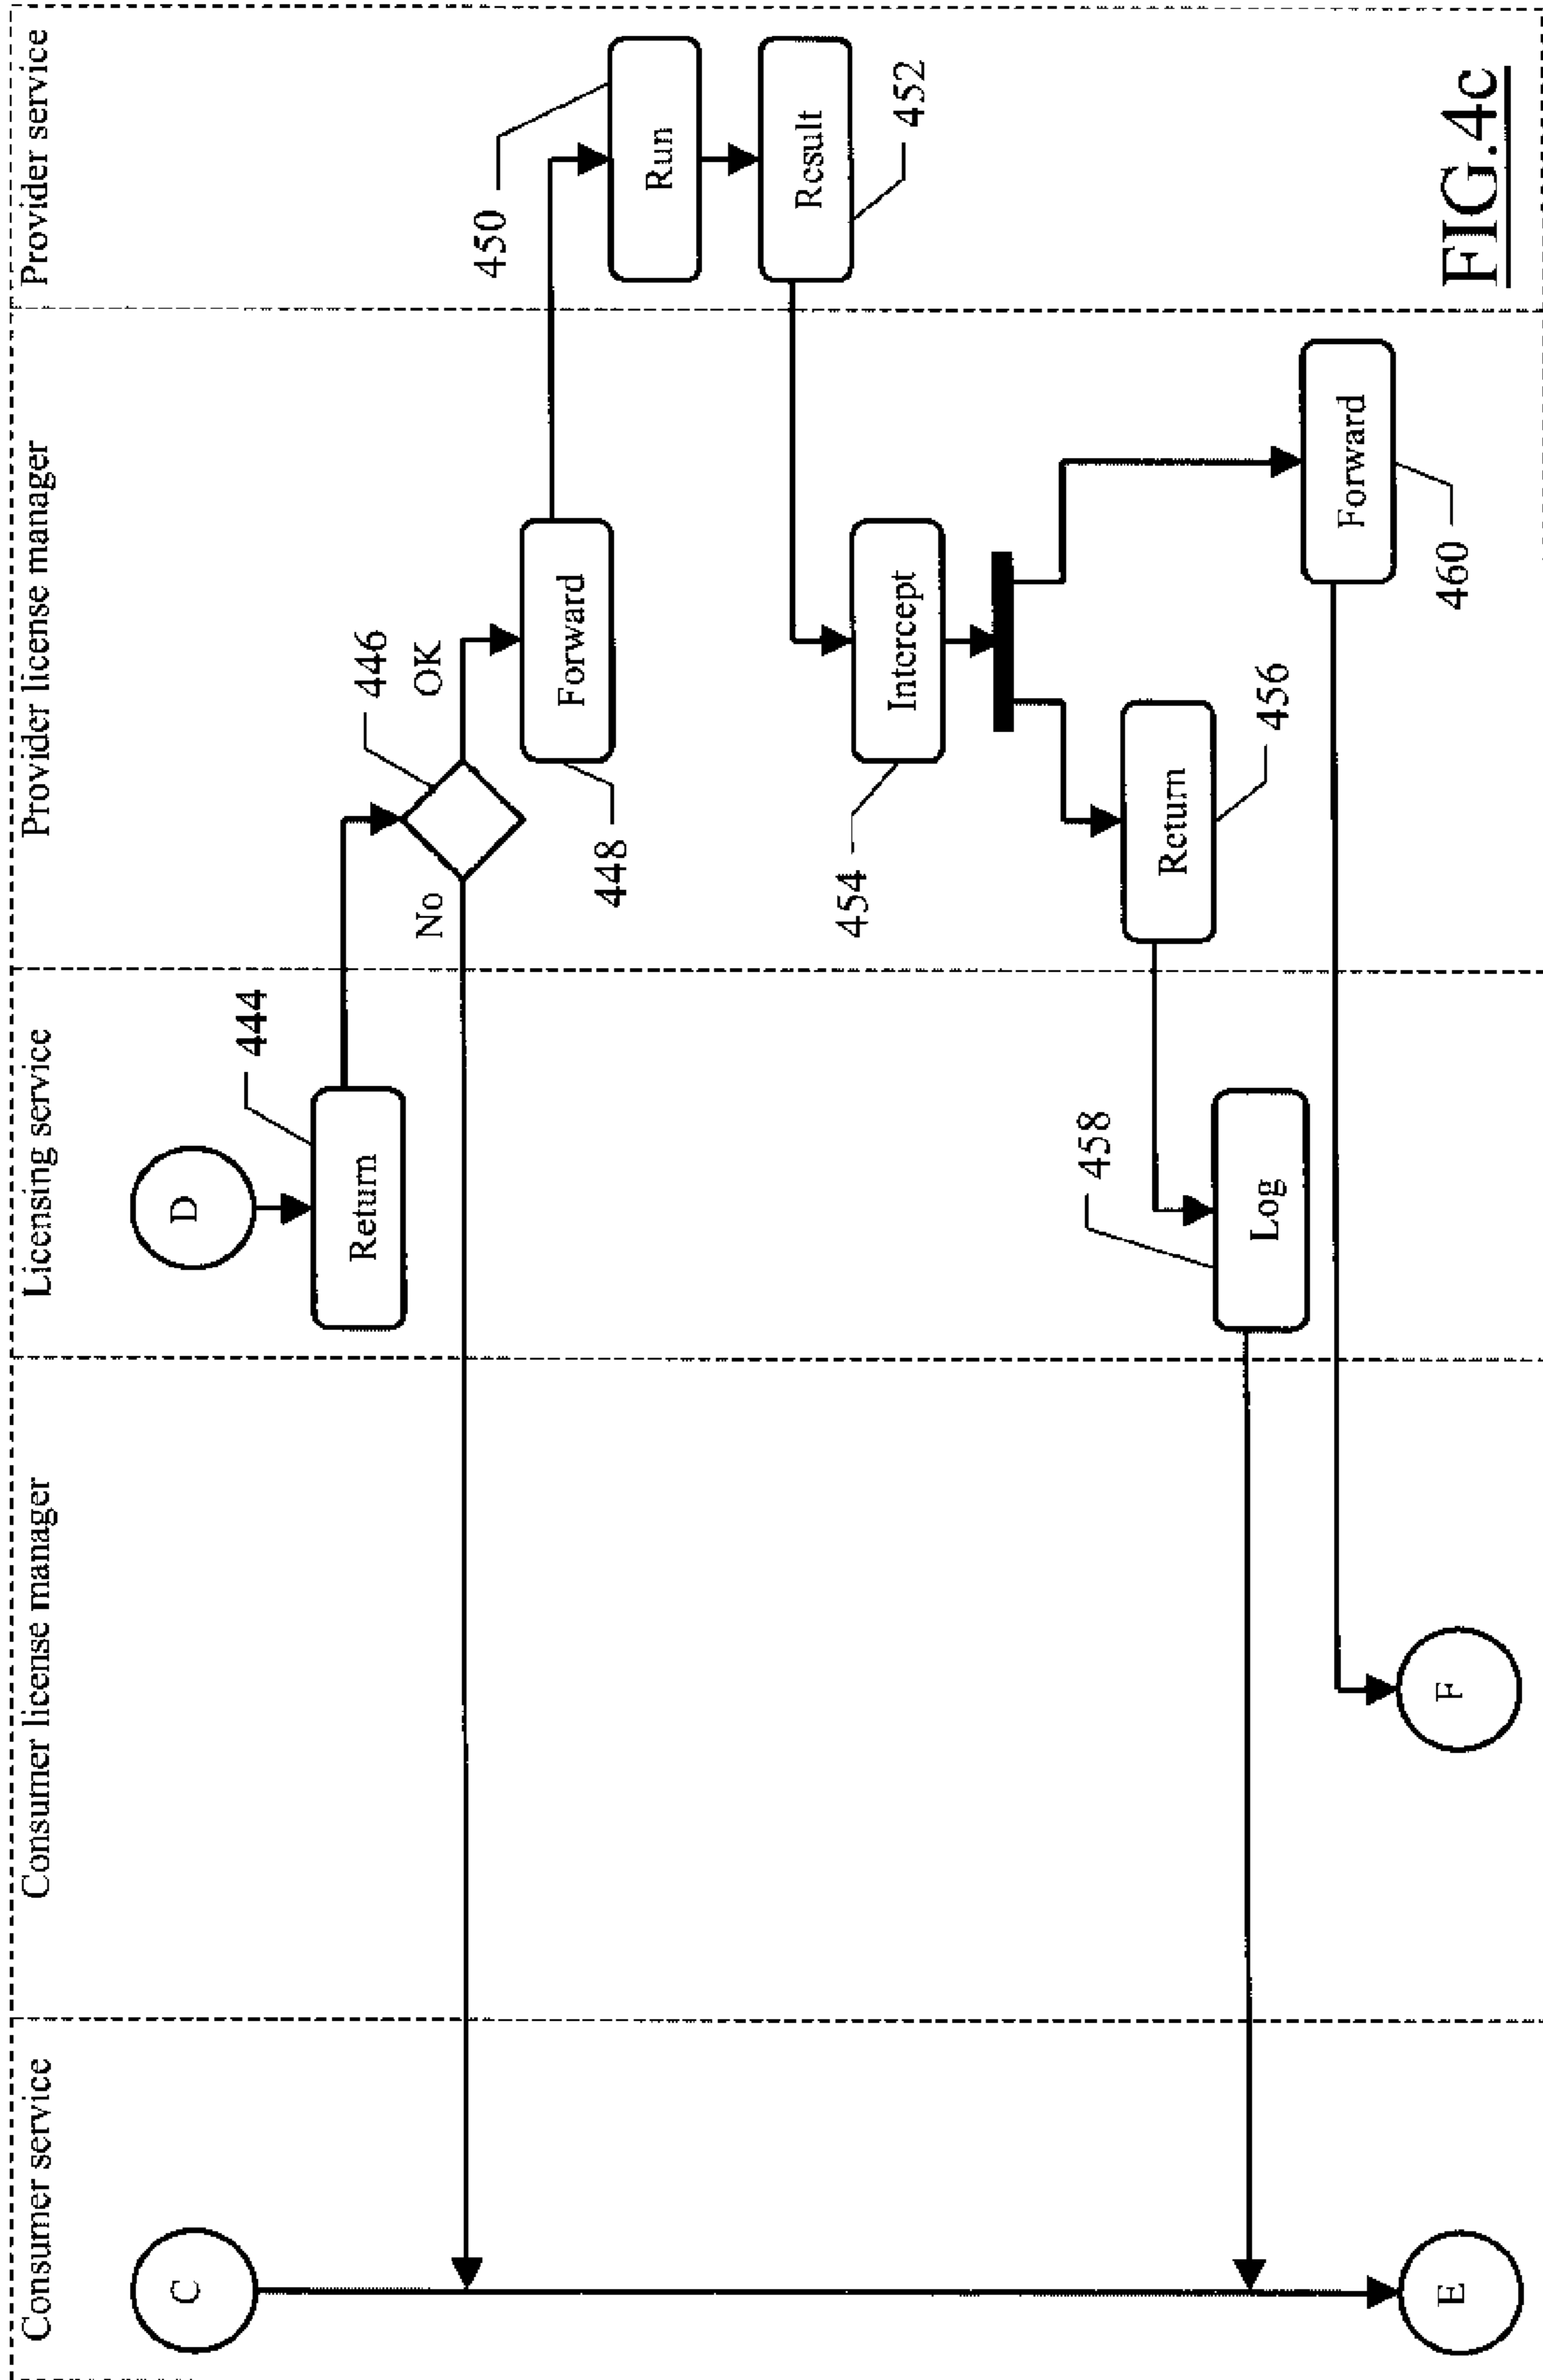 Consumer service
Consumer license manager
Licensing service
Provider license manager
Provider service
C
D
444
Return
446
No
OK
448
Forward
450
Run
Result
452
454
Intercept
456
Return
458
Log
Forward
460
E
F
FIG.4c